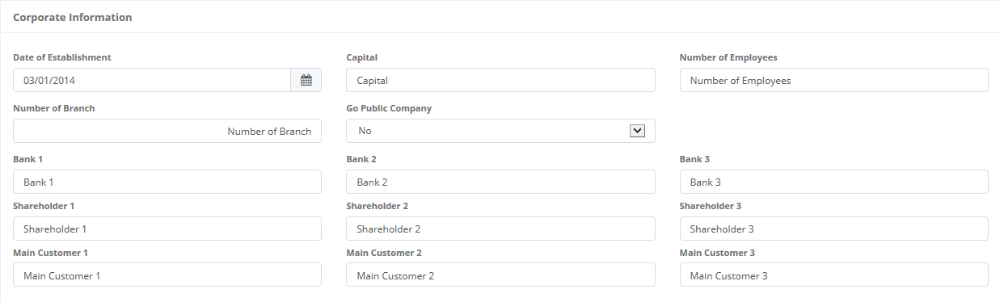 Corporate Information
Date of Establishment Capital Number of Employees
03/01/2014 Capital Number of Employees
Number of Branch Go Public Company
Number of Branch No
Bank 1 Bank 2 Bank 3
Bank 1 Bank 2 Bank 3
Shareholder 1 Shareholder 2 Shareholder 3
Shareholder 1 Shareholder 2 Shareholder 3
Main Customer 1 Main Customer 2 Main Customer 3
Main Customer 1 Main Customer 2 Main Customer 3